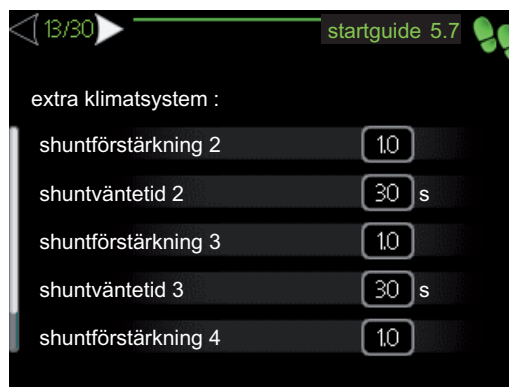 13/30 startguide 5.7
extra klimatsystem :
shuntförstärkning 2 1.0
shuntväntetid 2 30 s
shuntförstärkning 3 1.0
shuntväntetid 3 30 s
shuntförstärkning 4 1.0